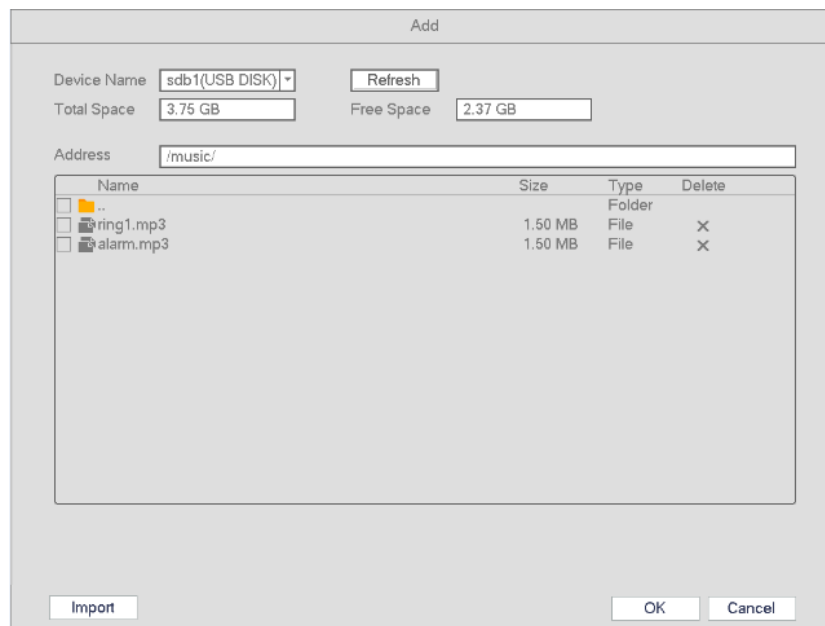 Add
Device Name sdb1(USB DISK) Refresh
Total Space 3.75 GB Free Space 2.37 GB
Address /music/
Name Size Type Delete
.. Folder
ring1.mp3 1.50 MB File
alarm.mp3 1.50 MB File
Import OK Cancel